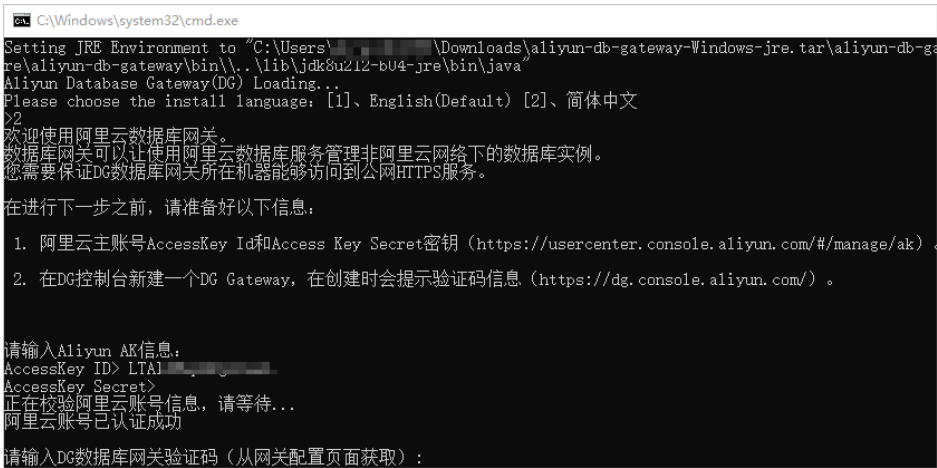 C:\Windows\system32\cmd.exe
Setting JRE Environment to "C:\Users\ \Downloads\aliyun-db-gateway-Windows-jre.tar\aliyun-db-ga
re\aliyun-db-gateway\bin\\..\lib\jdk8u212-b04-jre\bin\java"
Aliyun Database Gateway(DG) Loading...
Please choose the install language: [1]、English(Default) [2]、简体中文
>2
欢迎使用阿里云数据库网关。
数据库网关可以让使用阿里云数据库服务管理非阿里云网络下的数据库实例。
您需要保证DG数据库网关所在机器能够访问到公网HTTPS服务。
在进行下一步之前，请准备好以下信息：
1. 阿里云主账号AccessKey Id和Access Key Secret密钥（https://usercenter.console.aliyun.com/#/manage/ak）。
2. 在DG控制台新建一个DG Gateway，在创建时会提示验证码信息（https://dg.console.aliyun.com/）。
请输入Aliyun AK信息：
AccessKey ID> LTAI
AccessKey Secret>
正在校验阿里云账号信息，请等待...
阿里云账号已认证成功
请输入DG数据库网关验证码（从网关配置页面获取）: